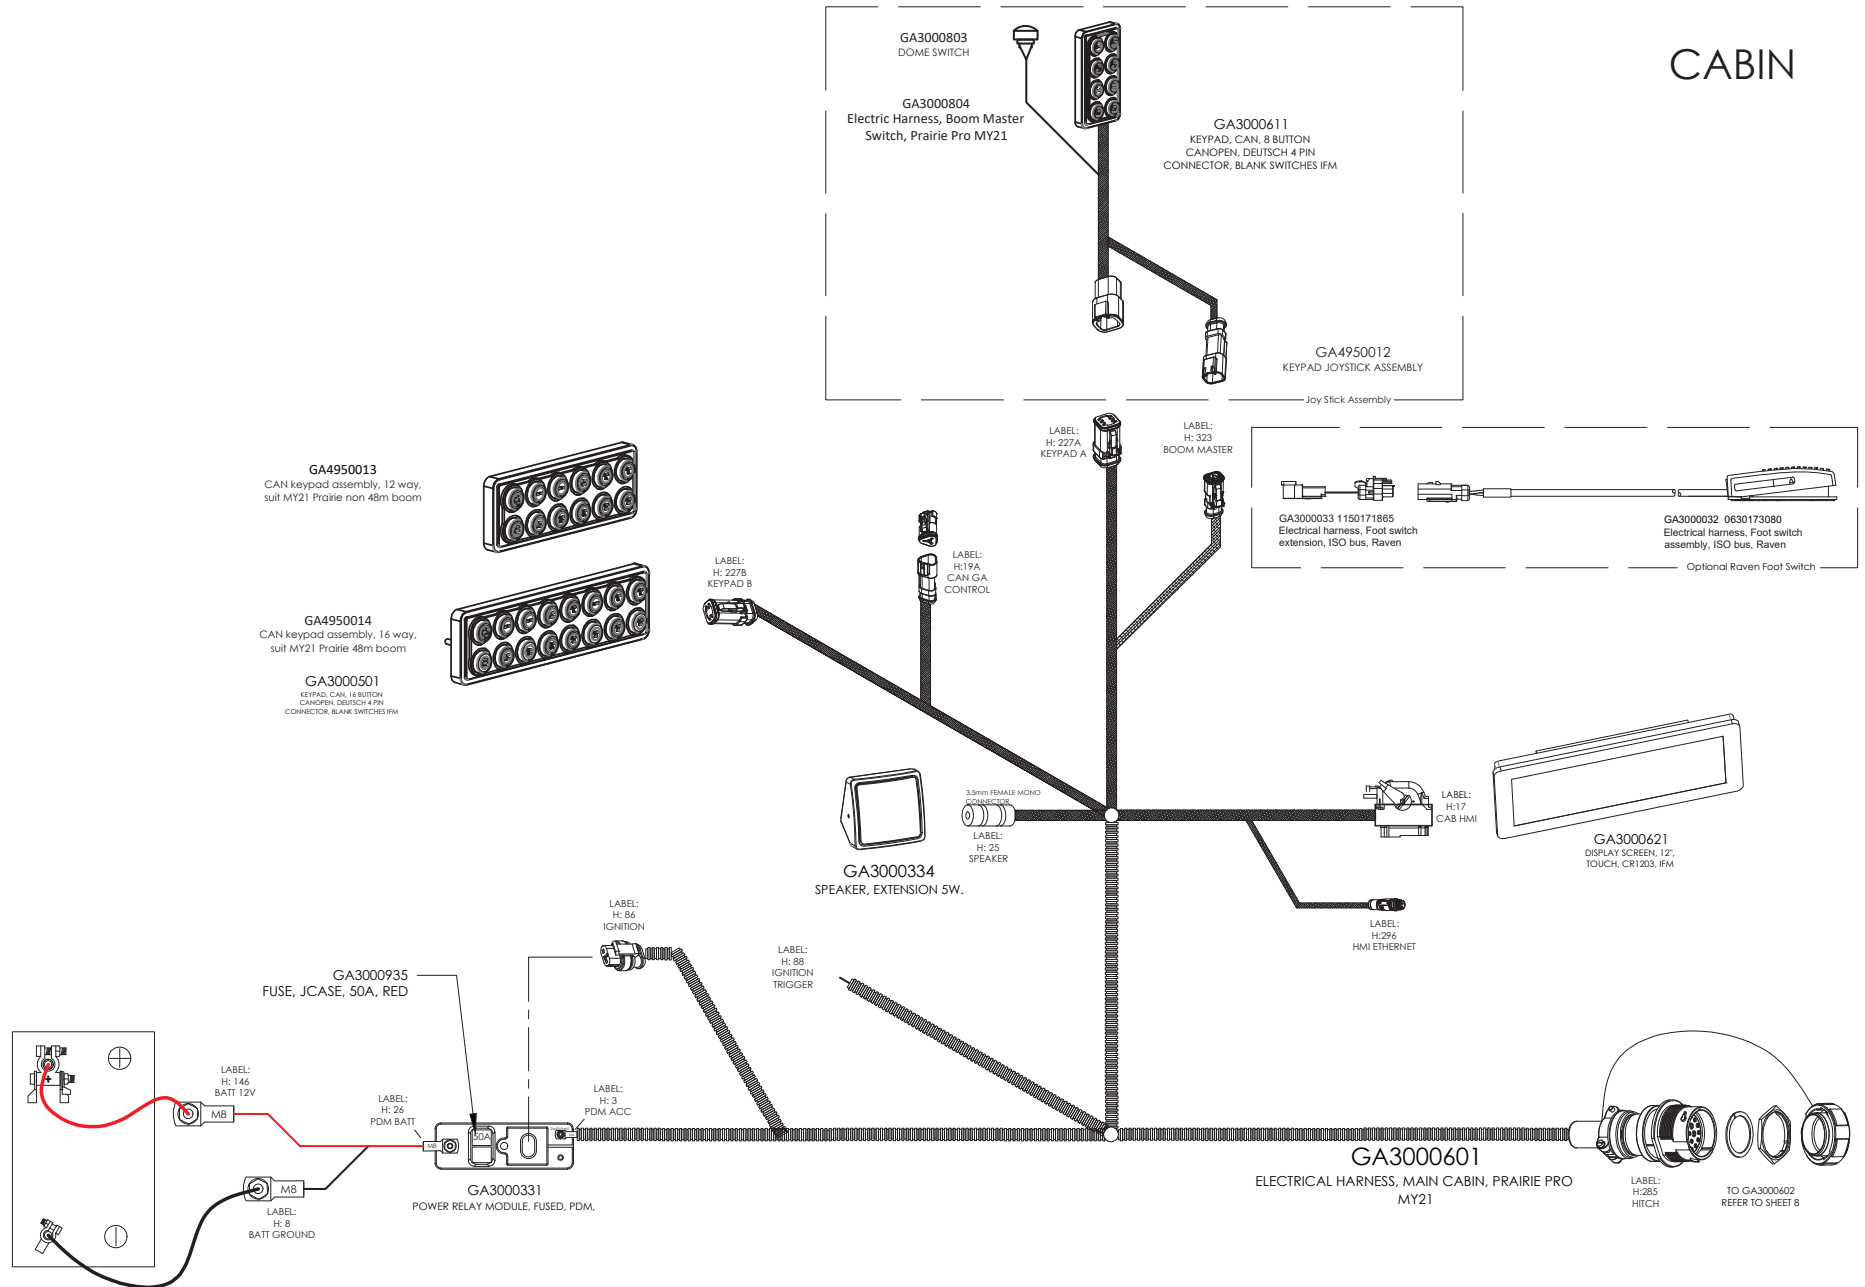 CABIN
GA3000803
DOME SWITCH
GA3000804
Electric Harness, Boom Master
Switch, Prairie Pro MY21
GA3000611
KEYPAD, CAN, 8 BUTTON
CANOPEN, DEUTSCH 4 PIN
CONNECTOR, BLANK SWITCHES IFM
GA4950012
KEYPAD JOYSTICK ASSEMBLY
Joy Stick Assembly
LABEL:
H: 227A
KEYPAD A
LABEL:
H: 323
BOOM MASTER
GA3000033 1150171865
Electrical harness, Foot switch
extension, ISO bus, Raven
GA3000032 0630173080
Electrical harness, Foot switch
assembly, ISO bus, Raven
Optional Raven Foot Switch
GA4950013
CAN keypad assembly, 12 way,
suit MY21 Prairie non 48m boom
GA4950014
CAN keypad assembly, 16 way,
suit MY21 Prairie 48m boom
GA3000501
KEYPAD, CAN, 16 BUTTON
CANOPEN, DEUTSCH 4 PIN
CONNECTOR, BLANK SWITCHES IFM
LABEL:
H: 227B
KEYPAD B
LABEL:
H:19A
CAN GA
CONTROL
3.5mm FEMALE MONO
CONNECTOR
LABEL:
H: 25
SPEAKER
GA3000334
SPEAKER, EXTENSION 5W.
LABEL:
H:17
CAB HMI
GA3000621
DISPLAY SCREEN, 12",
TOUCH, CR1203, IFM
LABEL:
H:296
HMI ETHERNET
LABEL:
H: 86
IGNITION
LABEL:
H: 88
IGNITION
TRIGGER
GA3000935
FUSE, JCASE, 50A, RED
LABEL:
H: 146
BATT 12V
M8
LABEL:
H: 26
PDM BATT
M8
50A
LABEL:
H: 3
PDM ACC
GA3000331
POWER RELAY MODULE, FUSED, PDM,
M8
LABEL:
H: 8
BATT GROUND
GA3000601
ELECTRICAL HARNESS, MAIN CABIN, PRAIRIE PRO
MY21
LABEL:
H:285
HITCH
TO GA3000602
REFER TO SHEET 8